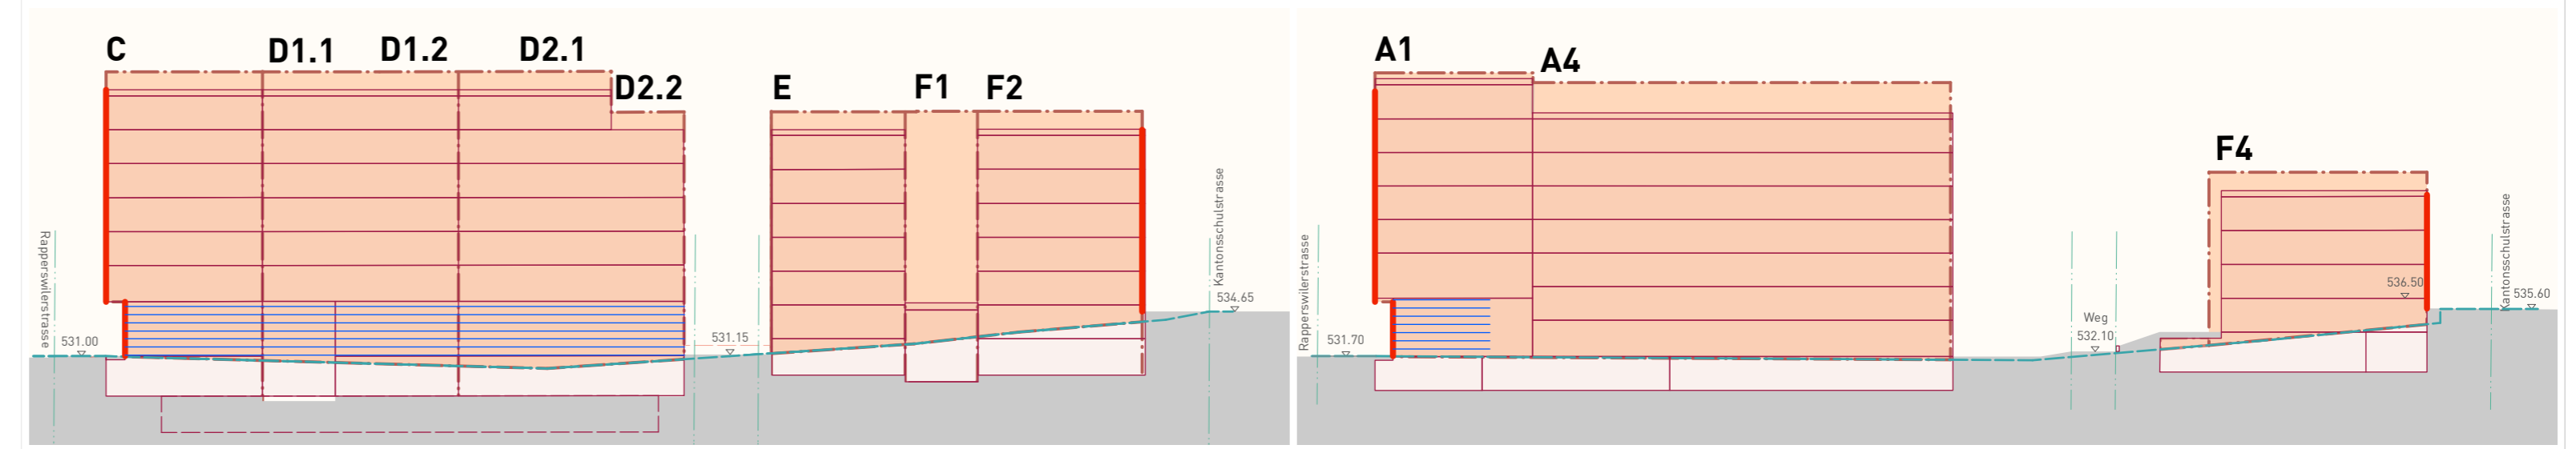 C
D1.1
D1.2
D2.1
D2.2
E
F1
F2
Rapperswilerstrasse
531.00
531.15
Kantonsschulstrasse
534.65
A1
A4
F4
Rapperswilerstrasse
531.70
Weg
532.10
536.50
Kantonsschulstrasse
535.60